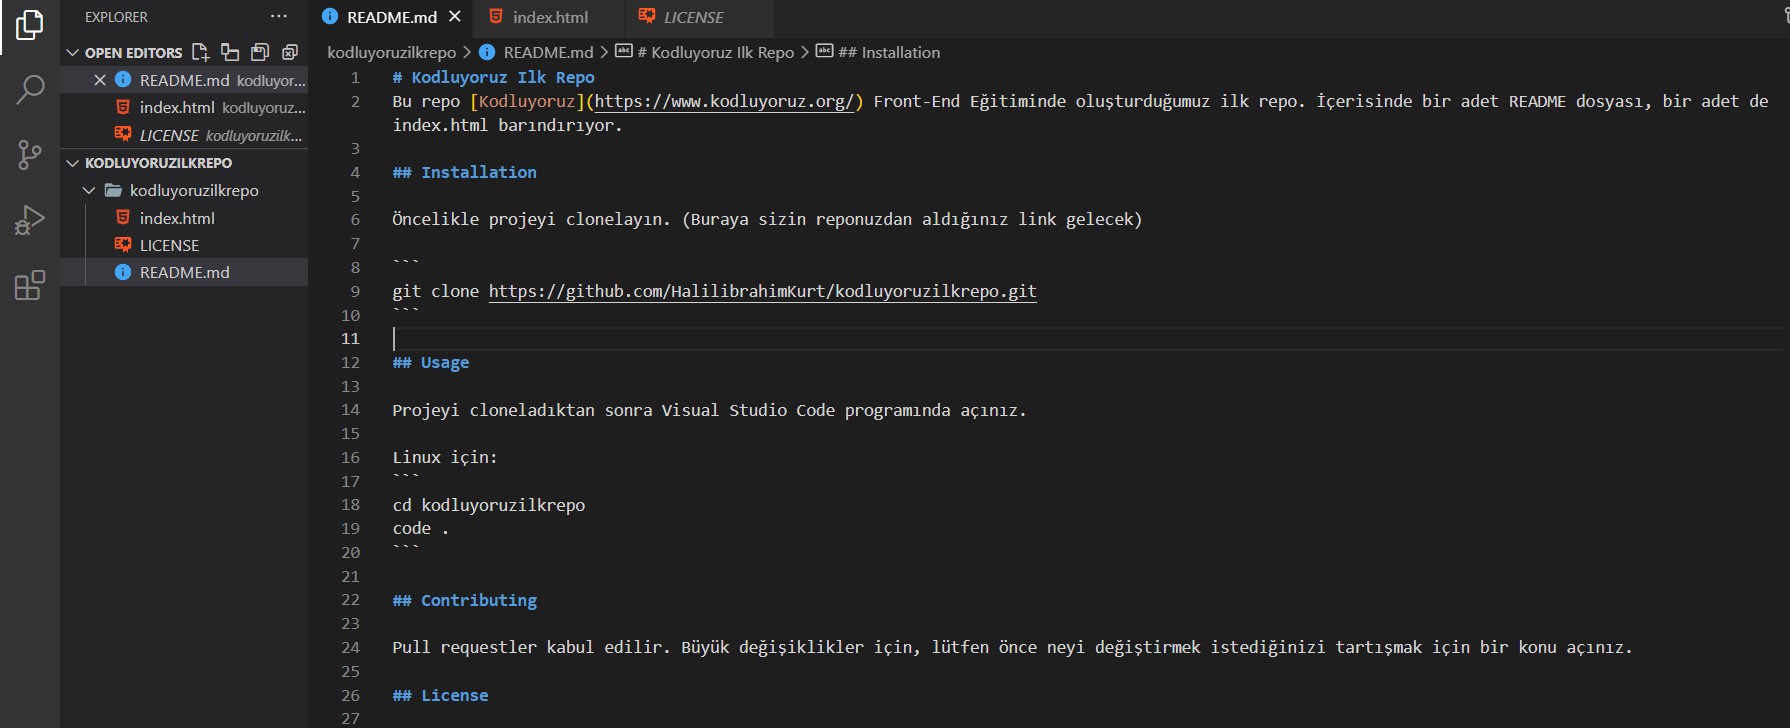 EXPLORER ···
OPEN EDITORS
README.md kodluyor...
index.html kodluyoruz...
LICENSE kodluyoruzilk...
KODLUYORUZILKREPO
kodluyoruzilkrepo
index.html
LICENSE
README.md
README.md index.html LICENSE
kodluyoruzilkrepo > README.md > # Kodluyoruz Ilk Repo > ## Installation
1 # Kodluyoruz Ilk Repo
2 Bu repo [Kodluyoruz](https://www.kodluyoruz.org/) Front-End Eğitiminde oluşturduğumuz ilk repo. İçerisinde bir adet README dosyası, bir adet de
index.html barındırıyor.
3
4 ## Installation
5
6 Öncelikle projeyi clonelayın. (Buraya sizin reponuzdan aldığınız link gelecek)
7
8 ```
9 git clone https://github.com/HalilibrahimKurt/kodluyoruzilkrepo.git
10 ```
11
12 ## Usage
13
14 Projeyi cloneladıktan sonra Visual Studio Code programında açınız.
15
16 Linux için:
17 ```
18 cd kodluyoruzilkrepo
19 code .
20 ```
21
22 ## Contributing
23
24 Pull requestler kabul edilir. Büyük değişiklikler için, lütfen önce neyi değiştirmek istediğinizi tartışmak için bir konu açınız.
25
26 ## License
27